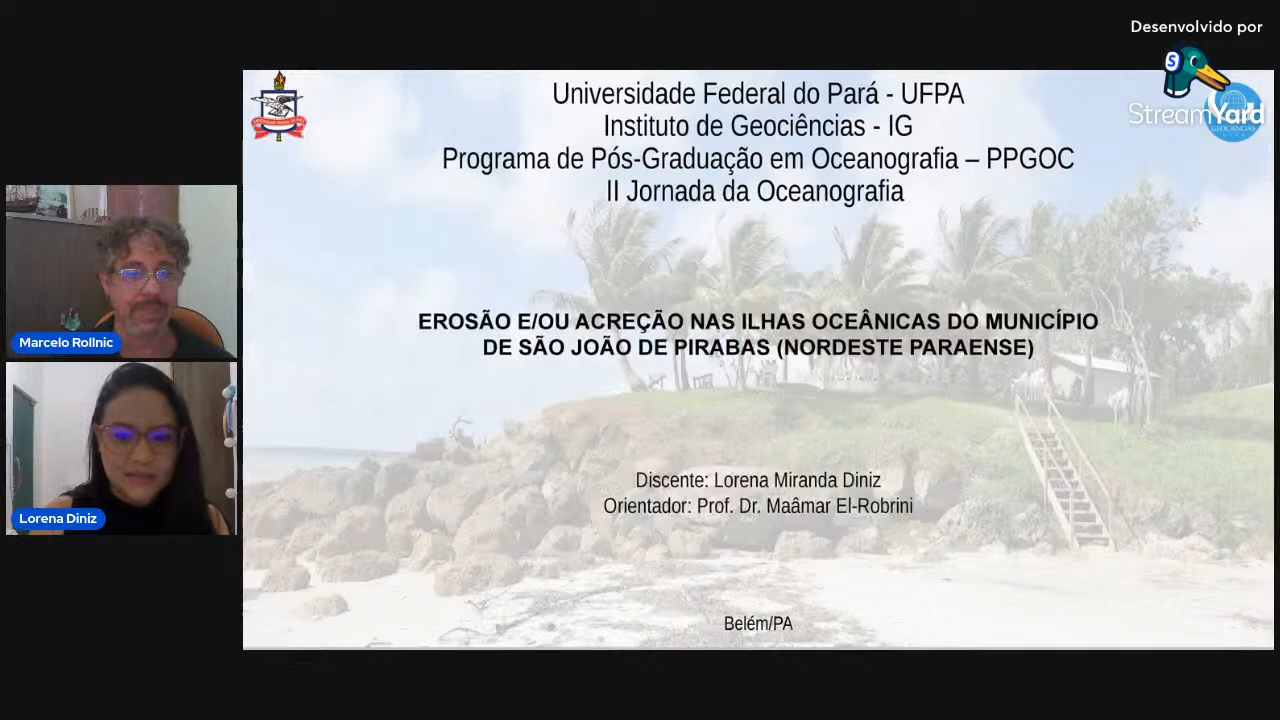 Desenvolvido por
StreamYard
GEOCIÊNCIAS
Universidade Federal do Pará - UFPA
Instituto de Geociências - IG
Programa de Pós-Graduação em Oceanografia – PPGOC
II Jornada da Oceanografia
EROSÃO E/OU ACREÇÃO NAS ILHAS OCEÂNICAS DO MUNICÍPIO
DE SÃO JOÃO DE PIRABAS (NORDESTE PARAENSE)
Discente: Lorena Miranda Diniz
Orientador: Prof. Dr. Maâmar El-Robrini
Belém/PA
Marcelo Rollnic
Lorena Diniz